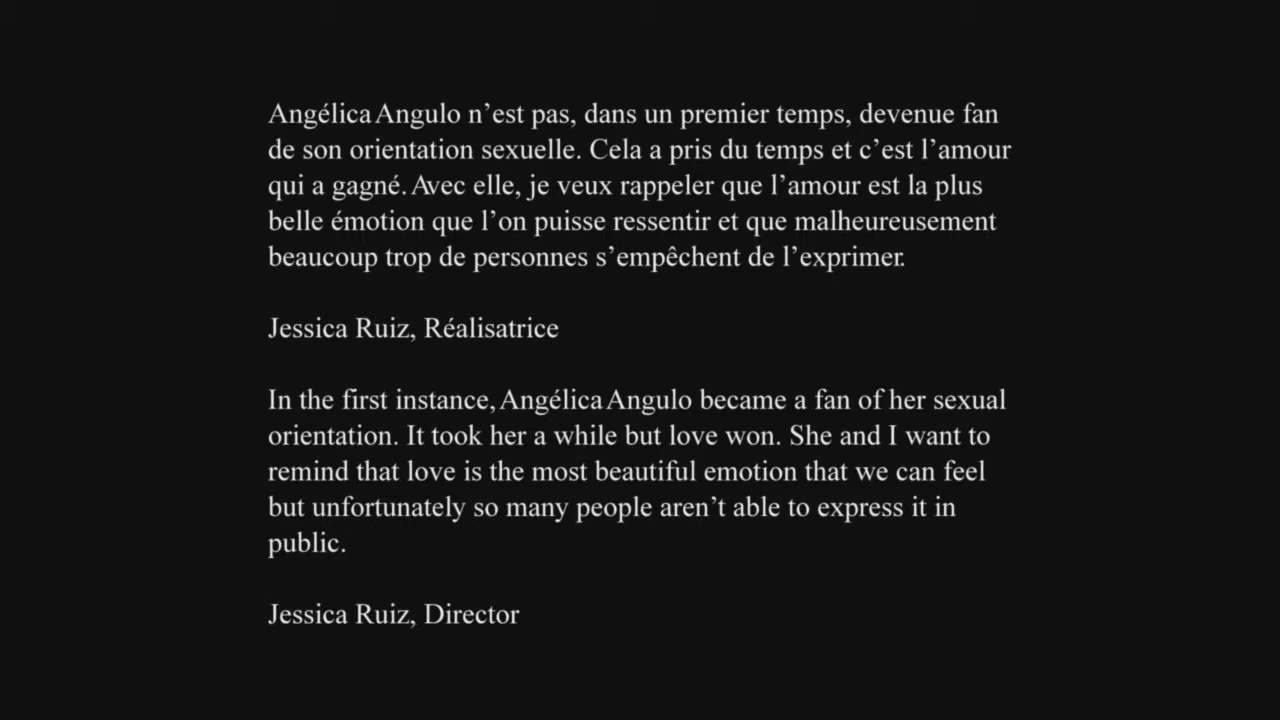 Angélica Angulo n’est pas, dans un premier temps, devenue fan
de son orientation sexuelle. Cela a pris du temps et c’est l’amour
qui a gagné. Avec elle, je veux rappeler que l’amour est la plus
belle émotion que l’on puisse ressentir et que malheureusement
beaucoup trop de personnes s’empêchent de l’exprimer.
Jessica Ruiz, Réalisatrice
In the first instance, Angélica Angulo became a fan of her sexual
orientation. It took her a while but love won. She and I want to
remind that love is the most beautiful emotion that we can feel
but unfortunately so many people aren’t able to express it in
public.
Jessica Ruiz, Director